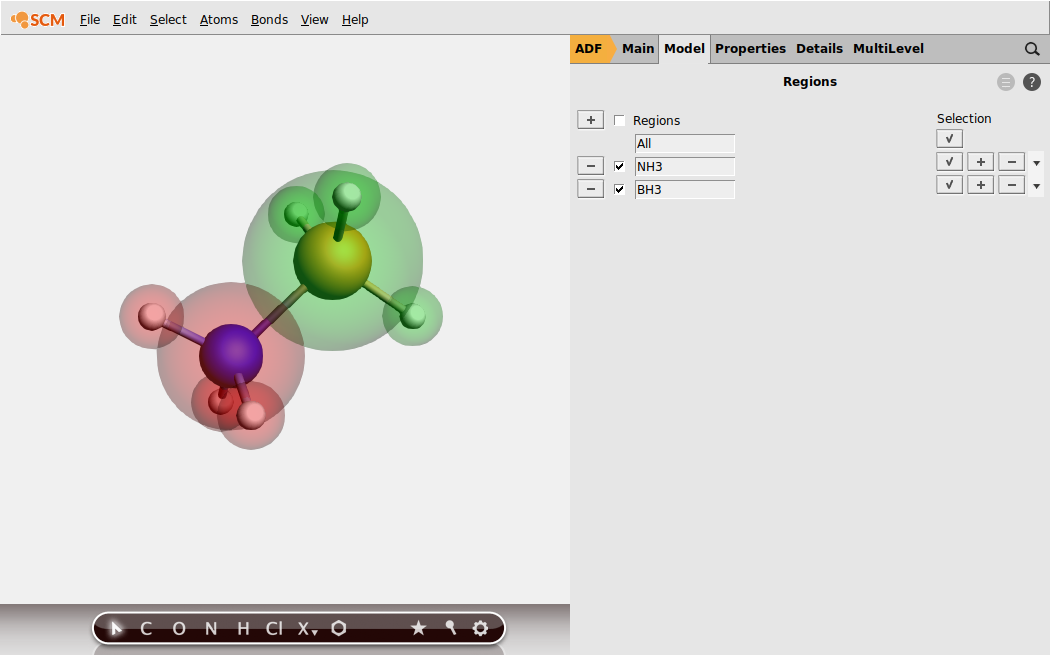 SCM File Edit Select Atoms Bonds View Help
ADF Main Model Properties Details MultiLevel
Regions
?
+ Regions Selection
All
− NH3 + −
− BH3 + −
C O N H Cl X